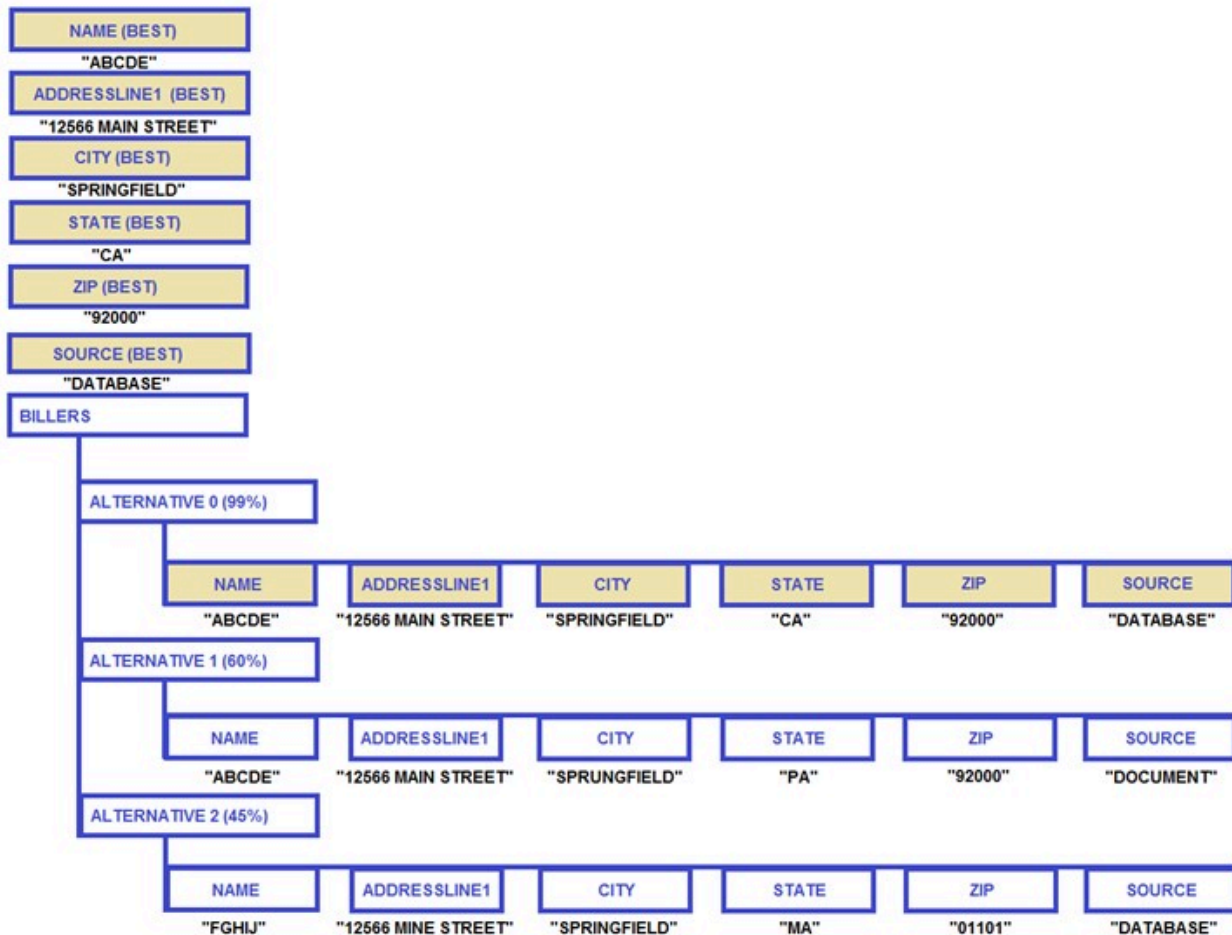 NAME (BEST)
"ABCDE"
ADDRESSLINE1 (BEST)
"12566 MAIN STREET"
CITY (BEST)
"SPRINGFIELD"
STATE (BEST)
"CA"
ZIP (BEST)
"92000"
SOURCE (BEST)
"DATABASE"
BILLERS
ALTERNATIVE 0 (99%)
NAME ADDRESSLINE1 CITY STATE ZIP SOURCE
"ABCDE" "12566 MAIN STREET" "SPRINGFIELD" "CA" "92000" "DATABASE"
ALTERNATIVE 1 (60%)
NAME ADDRESSLINE1 CITY STATE ZIP SOURCE
"ABCDE" "12566 MAIN STREET" "SPRUNGFIELD" "PA" "92000" "DOCUMENT"
ALTERNATIVE 2 (45%)
NAME ADDRESSLINE1 CITY STATE ZIP SOURCE
"FGHIJ" "12566 MINE STREET" "SPRINGFIELD" "MA" "01101" "DATABASE"